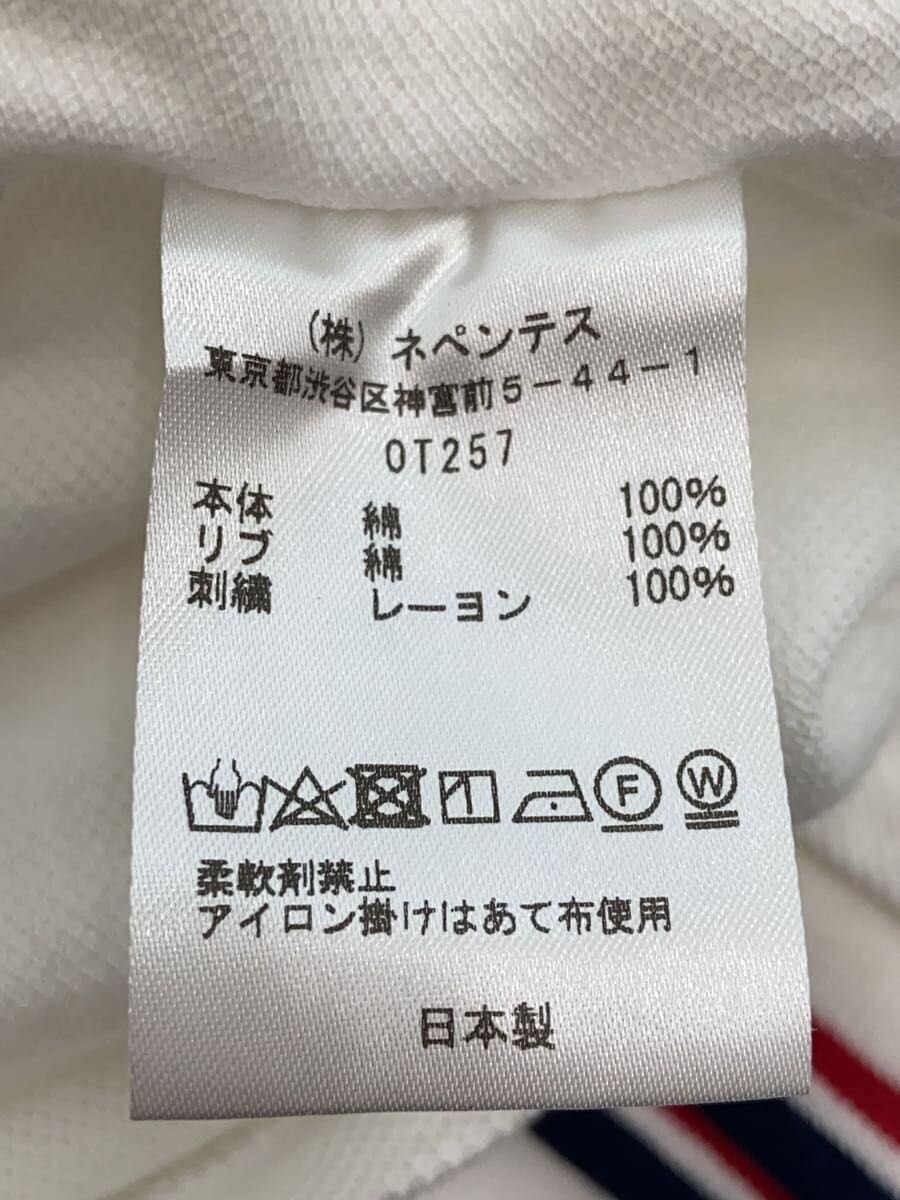 (株) ネペンテス
東京都渋谷区神宮前5-44-1
OT257
本体 綿 100%
リブ 綿 100%
刺繍 レーヨン 100%
F W
柔軟剤禁止
アイロン掛けはあて布使用
日本製